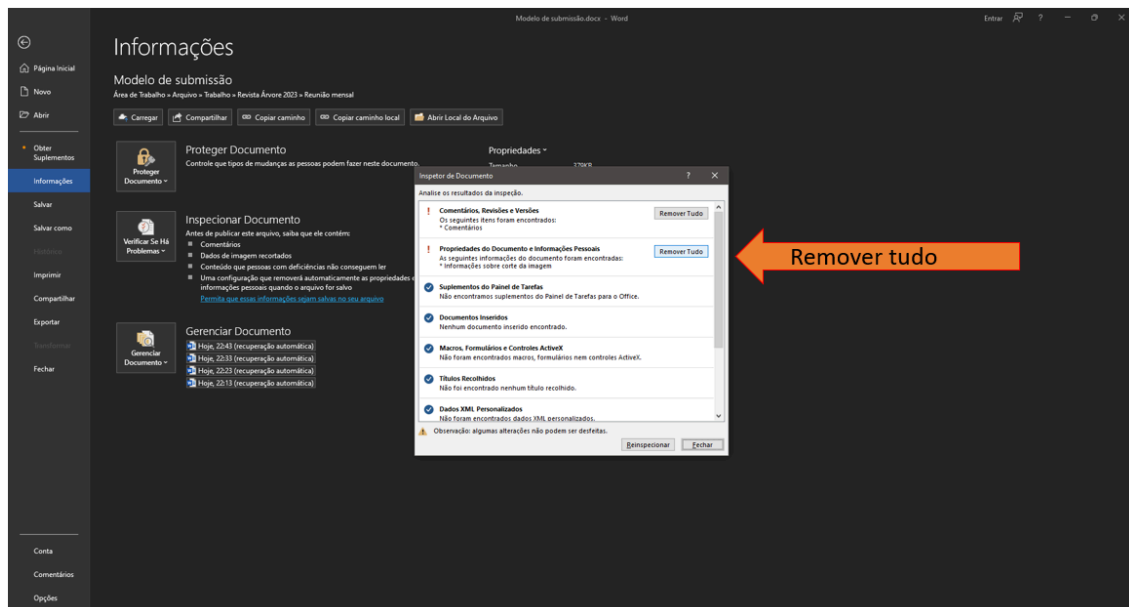 Modelo de submissão.docx - Word
Entrar
?
Informações
Página Inicial
Novo
Abrir
Obter
Suplementos
Informações
Salvar
Salvar como
Histórico
Imprimir
Compartilhar
Exportar
Transformar
Fechar
Conta
Comentários
Opções
Modelo de submissão
Área de Trabalho » Arquivo » Trabalho » Revista Árvore 2023 » Reunião mensal
Carregar
Compartilhar
Copiar caminho
Copiar caminho local
Abrir Local do Arquivo
Proteger
Documento
Proteger Documento
Controle que tipos de mudanças as pessoas podem fazer neste documento.
Verificar Se Há
Problemas
Inspecionar Documento
Antes de publicar este arquivo, saiba que ele contém:
Comentários
Dados de imagem recortados
Conteúdo que pessoas com deficiências não conseguem ler
Uma configuração que removerá automaticamente as propriedades e
informações pessoais quando o arquivo for salvo
Permita que essas informações sejam salvas no seu arquivo
Gerenciar
Documento
Gerenciar Documento
Hoje, 22:43 (recuperação automática)
Hoje, 22:33 (recuperação automática)
Hoje, 22:23 (recuperação automática)
Hoje, 22:13 (recuperação automática)
Propriedades
Tamanho
Inspetor de Documento
?
Analise os resultados da inspeção.
! Comentários, Revisões e Versões
Os seguintes itens foram encontrados:
* Comentários
Remover Tudo
! Propriedades do Documento e Informações Pessoais
As seguintes informações do documento foram encontradas:
* Informações sobre corte da imagem
Remover Tudo
Suplementos do Painel de Tarefas
Não encontramos suplementos do Painel de Tarefas para o Office.
Documentos Inseridos
Nenhum documento inserido encontrado.
Macros, Formulários e Controles ActiveX
Não foram encontrados macros, formulários nem controles ActiveX.
Títulos Recolhidos
Não foi encontrado nenhum título recolhido.
Dados XML Personalizados
Não foram encontrados dados XML personalizados.
Observação: algumas alterações não podem ser desfeitas.
Reinspecionar
Fechar
Remover tudo